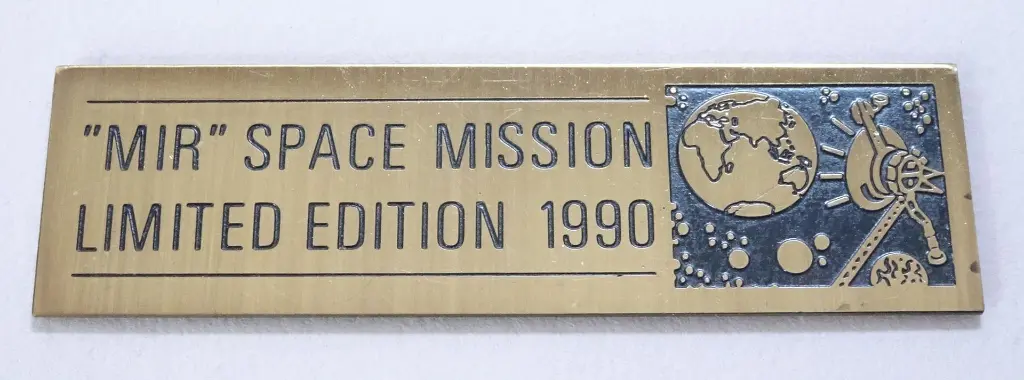 "MIR" SPACE MISSION
LIMITED EDITION 1990